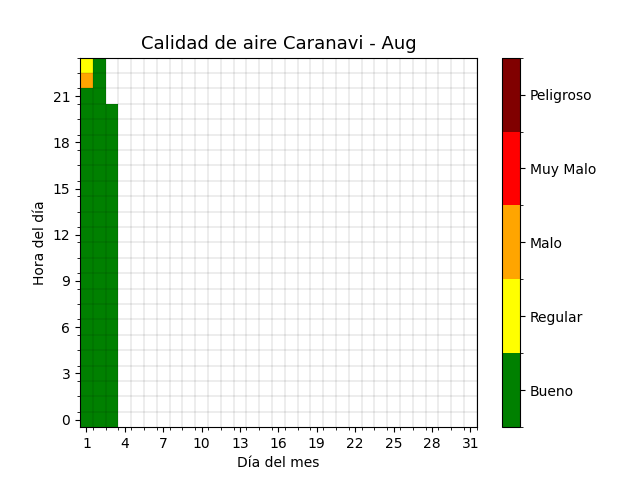 Calidad de aire Caranavi - Aug
Hora del día
21
18
15
12
9
6
3
0
1 4 7 10 13 16 19 22 25 28 31
Día del mes
Peligroso
Muy Malo
Malo
Regular
Bueno